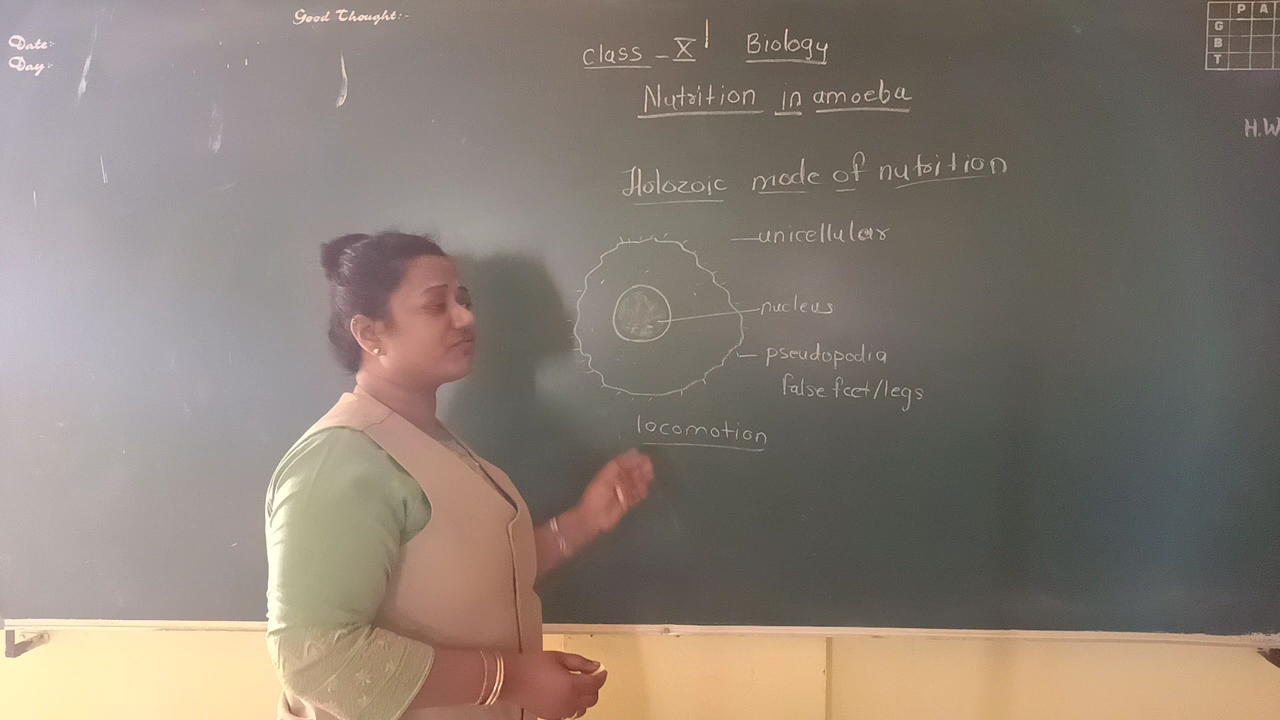 Good Thought:-
Date:-
Day:-
P A
G
B
T
H.W
Class - X Biology
Nutrition in amoeba
Holozoic mode of nutrition
unicellular
nucleus
pseudopodia
false feet/legs
locomotion